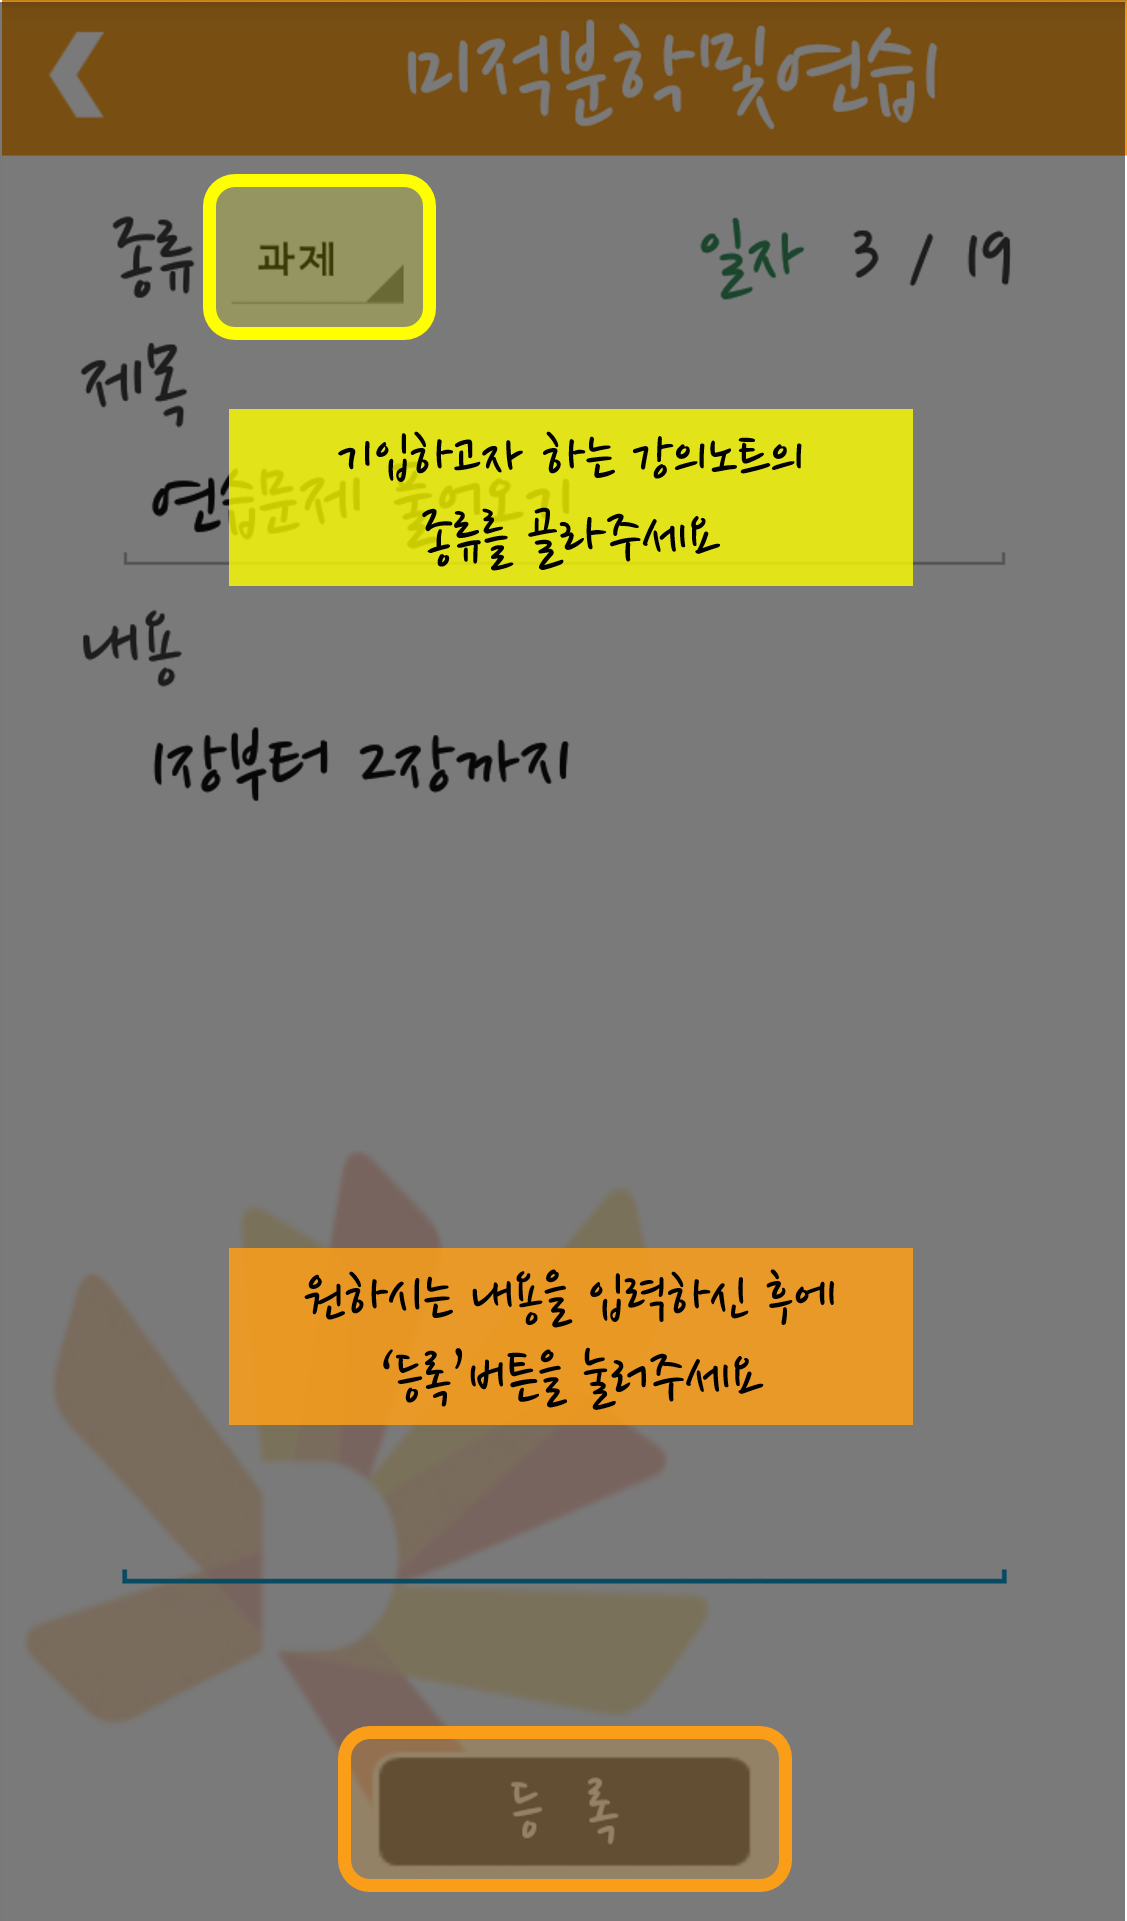 미적분학및연습1
종류 과제 일자 3 / 19
제목
기입하고자 하는 강의노트의
연습문제 풀어오기
종류를 골라주세요
내용
1장부터 2장까지
원하시는 내용을 입력하신 후에
‘등록’버튼을 눌러주세요
등 록